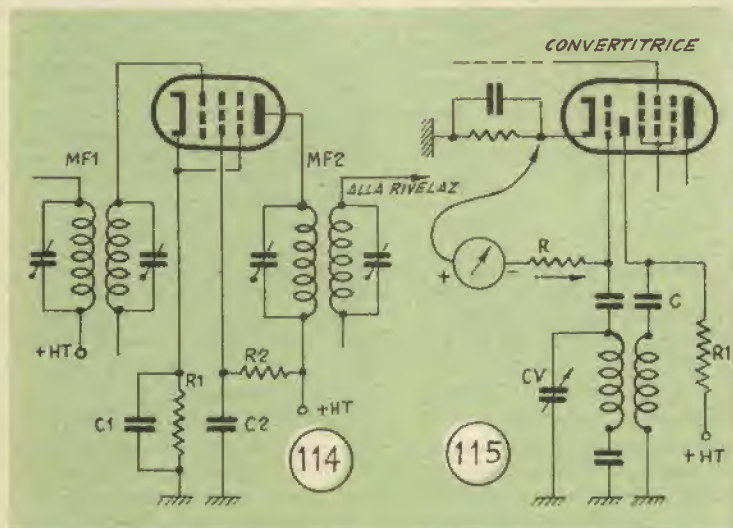 MF1
MF2
ALLA RIVELAZ.
+HT
R1
R2
C1
C2
+HT
114
CONVERTITRICE
+
-
R
C
CV
R1
+HT
115